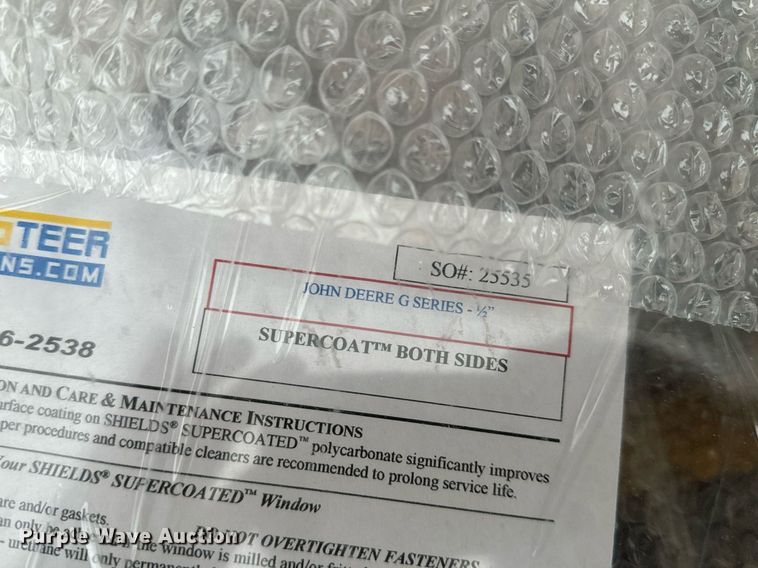 TEER
NS.COM
SO#: 25535
JOHN DEERE G SERIES - ½"
6-2538
SUPERCOAT™ BOTH SIDES
ON AND CARE & MAINTENANCE INSTRUCTIONS
urface coating on SHIELDS® SUPERCOATED™ polycarbonate significantly improves
per procedures and compatible cleaners are recommended to prolong service life.
Your SHIELDS® SUPERCOATED™ Window
are and/or gaskets.
DO NOT OVERTIGHTEN FASTENERS
an only be the window is milled and/or
- urethane will only
Purple Wave Auction